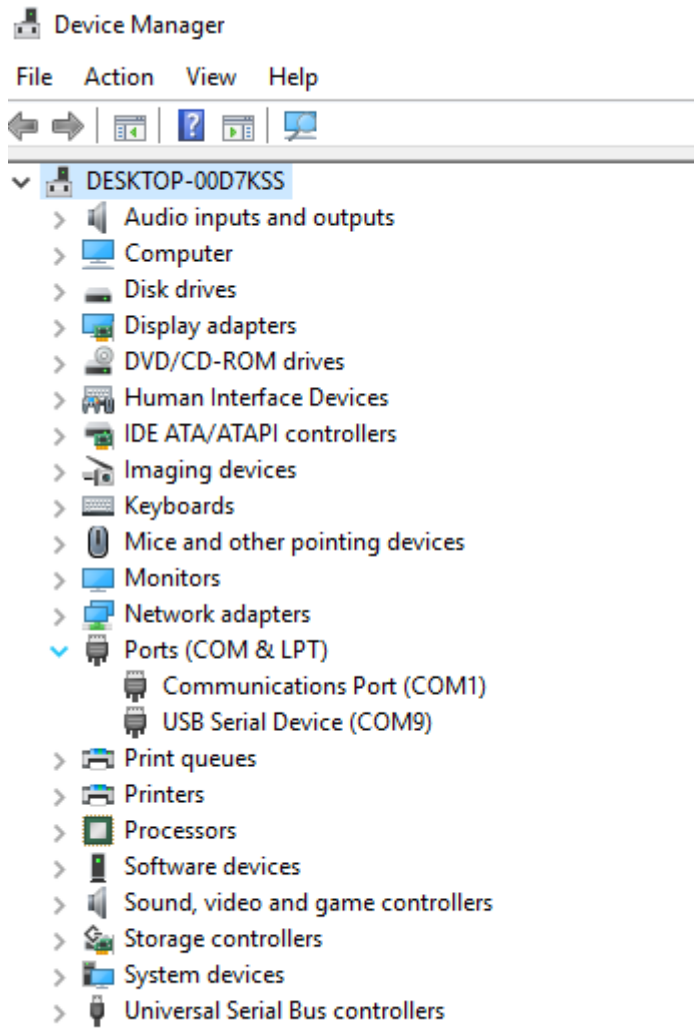 Device Manager
File Action View Help
DESKTOP-00D7KSS
Audio inputs and outputs
Computer
Disk drives
Display adapters
DVD/CD-ROM drives
Human Interface Devices
IDE ATA/ATAPI controllers
Imaging devices
Keyboards
Mice and other pointing devices
Monitors
Network adapters
Ports (COM & LPT)
Communications Port (COM1)
USB Serial Device (COM9)
Print queues
Printers
Processors
Software devices
Sound, video and game controllers
Storage controllers
System devices
Universal Serial Bus controllers